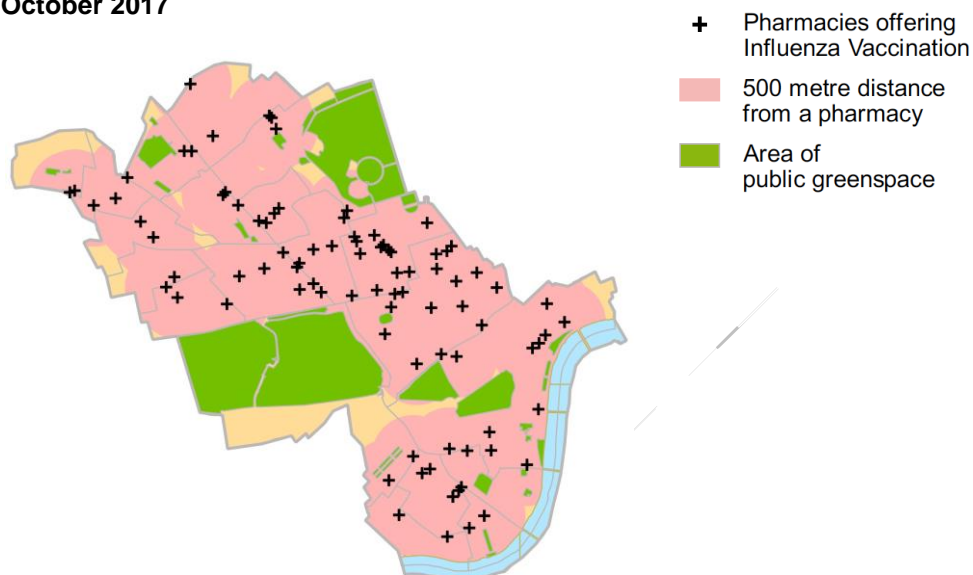 October 2017
Pharmacies offering
Influenza Vaccination
500 metre distance
from a pharmacy
Area of
public greenspace